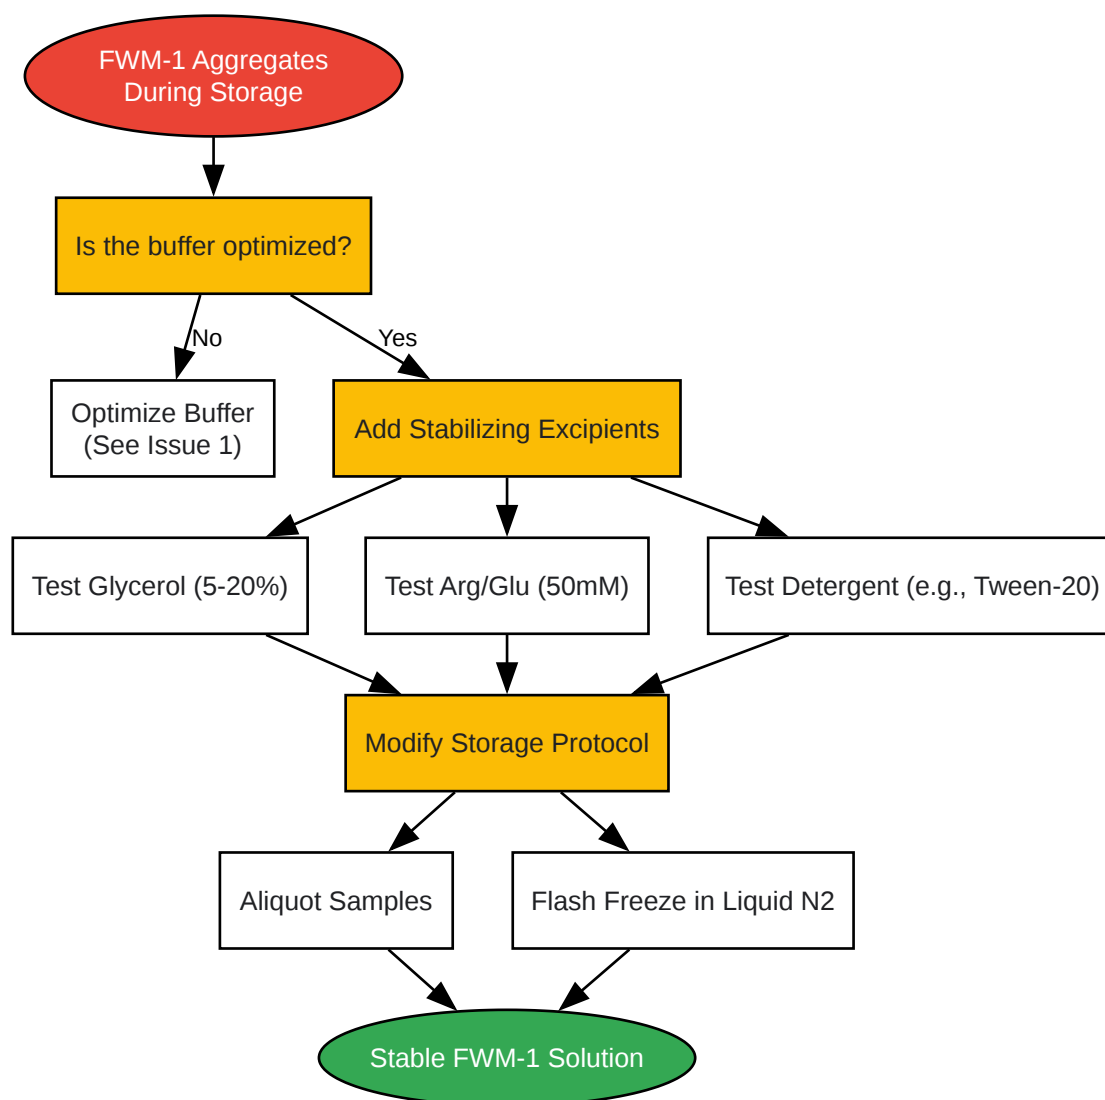 FWM-1 Aggregates
During Storage
Is the buffer optimized?
No
Yes
Optimize Buffer
(See Issue 1)
Add Stabilizing Excipients
Test Glycerol (5-20%)
Test Arg/Glu (50mM)
Test Detergent (e.g., Tween-20)
Modify Storage Protocol
Aliquot Samples
Flash Freeze in Liquid N2
Stable FWM-1 Solution